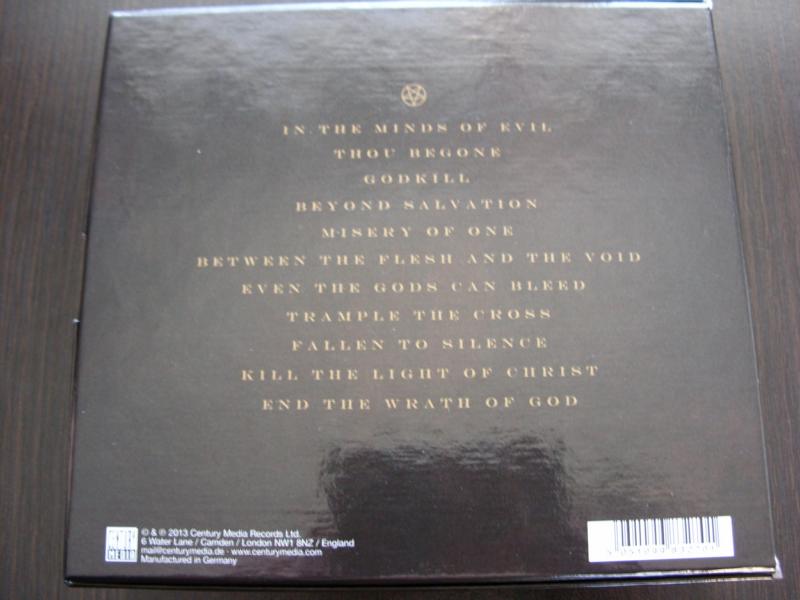 IN THE MINDS OF EVIL
THOU BEGONE
GODKILL
BEYOND SALVATION
MISERY OF ONE
BETWEEN THE FLESH AND THE VOID
EVEN THE GODS CAN BLEED
TRAMPLE THE CROSS
FALLEN TO SILENCE
KILL THE LIGHT OF CHRIST
END THE WRATH OF GOD
CENTURY
MEDIA
© & ℗ 2013 Century Media Records Ltd.
6 Water Lane / Camden / London NW1 8NZ / England
mail@centurymedia.de · www.centurymedia.com
Manufactured in Germany